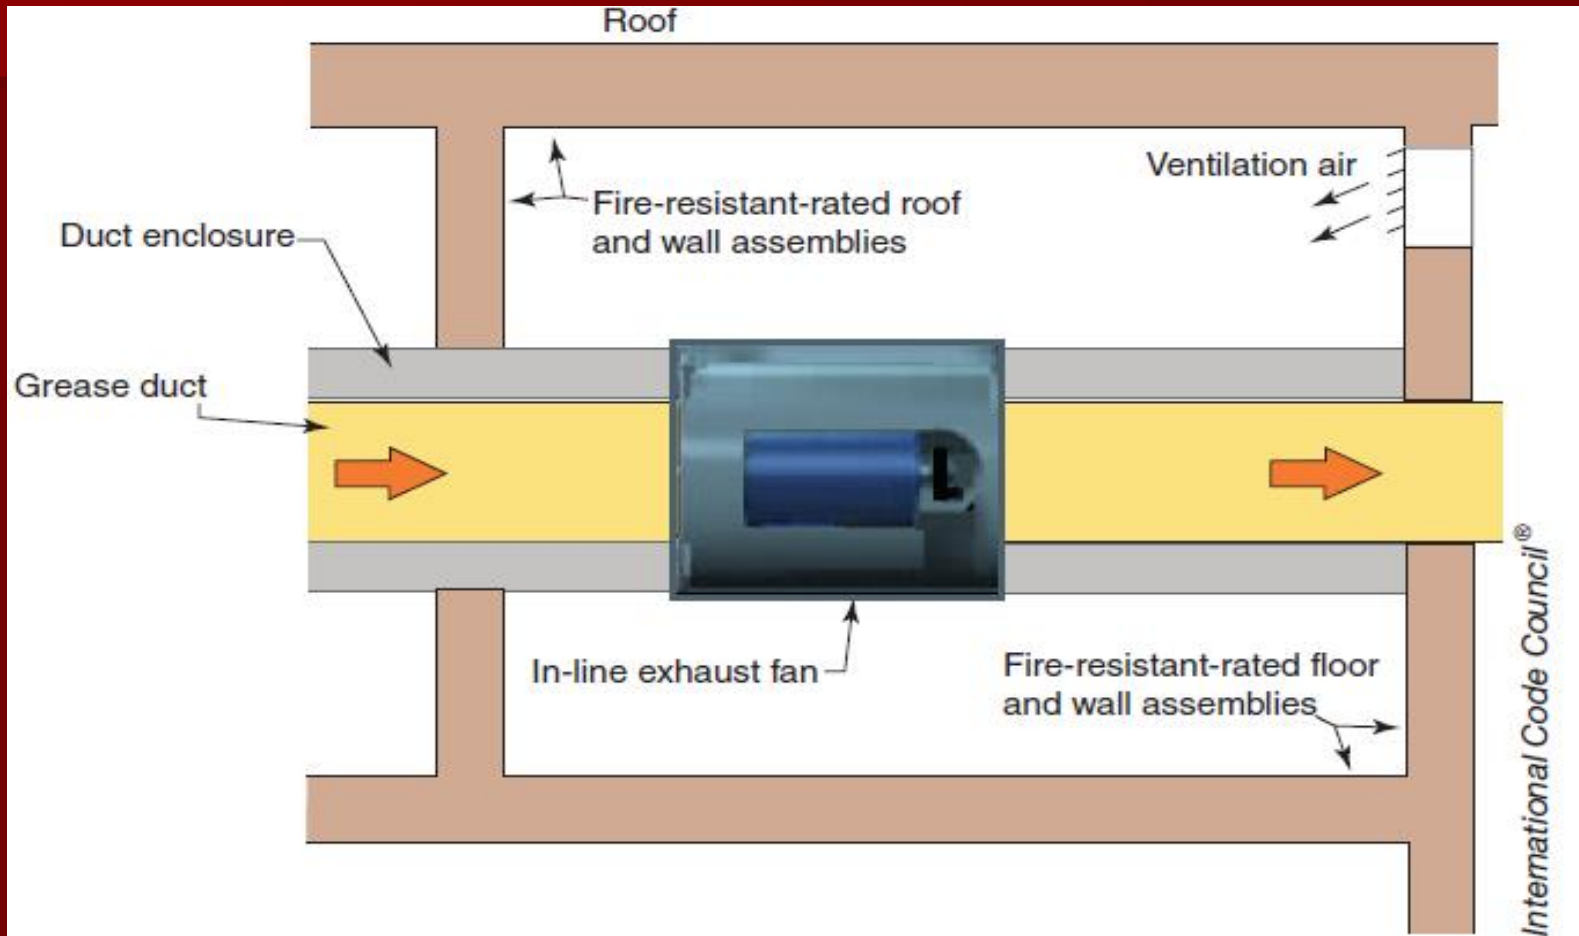 Roof
Ventilation air
Fire-resistant-rated roof
and wall assemblies
Duct enclosure
Grease duct
In-line exhaust fan
Fire-resistant-rated floor
and wall assemblies
International Code Council®